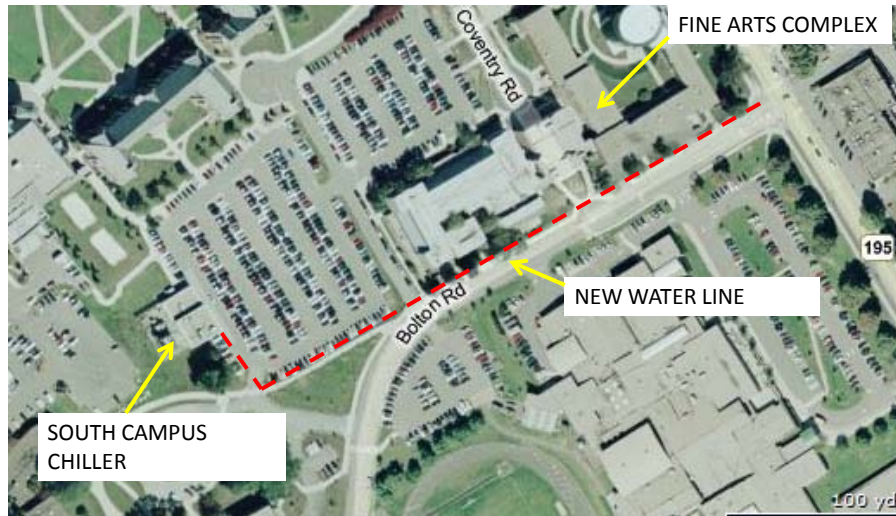 FINE ARTS COMPLEX
Coventry Rd
195
NEW WATER LINE
Bolton Rd
SOUTH CAMPUS
CHILLER
100 yd